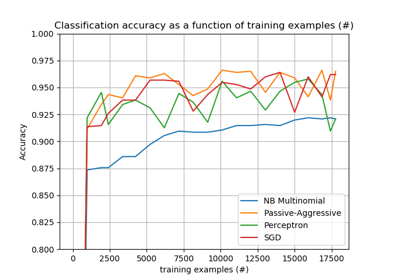 Classification accuracy as a function of training examples (#)
1.000
0.975
0.950
0.925
0.900
0.875
0.850
0.825
0.800
Accuracy
NB Multinomial
Passive-Aggressive
Perceptron
SGD
0 2500 5000 7500 10000 12500 15000 17500
training examples (#)